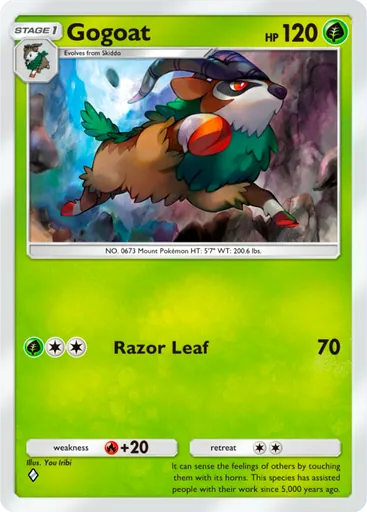 STAGE 1
Gogoat
HP 120
Evolves from Skiddo
NO. 0673 Mount Pokémon HT: 5'7" WT: 200.6 lbs.
Razor Leaf 70
weakness +20
retreat
Illus. You Iribi
It can sense the feelings of others by touching
them with its horns. This species has assisted
people with their work since 5,000 years ago.